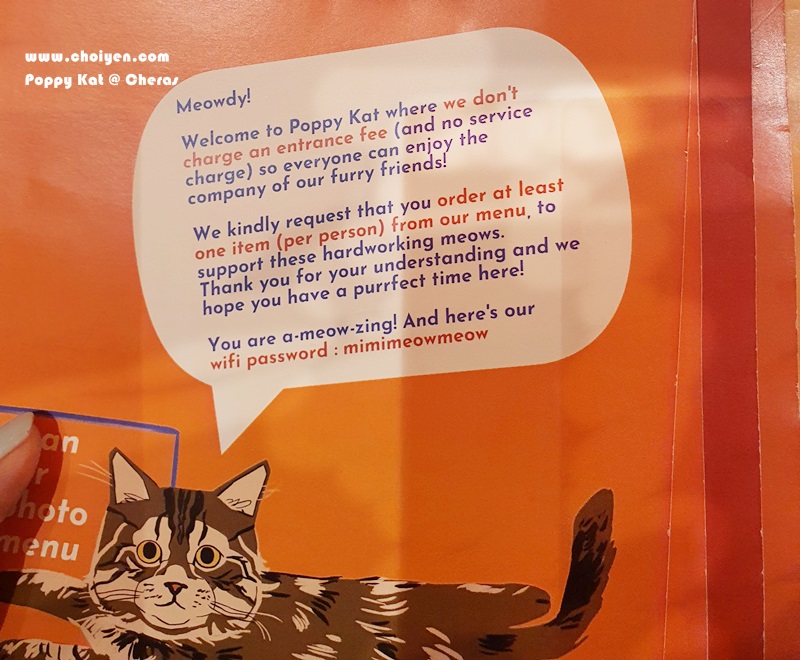 www.choiyen.com
Poppy Kat @ Cheras
Meowdy!
Welcome to Poppy Kat where we don't
charge an entrance fee (and no service
charge) so everyone can enjoy the
company of our furry friends!
We kindly request that you order at least
one item (per person) from our menu, to
support these hardworking meows.
Thank you for your understanding and we
hope you have a purrfect time here!
You are a-meow-zing! And here's our
wifi password : mimimeowmeow
menu